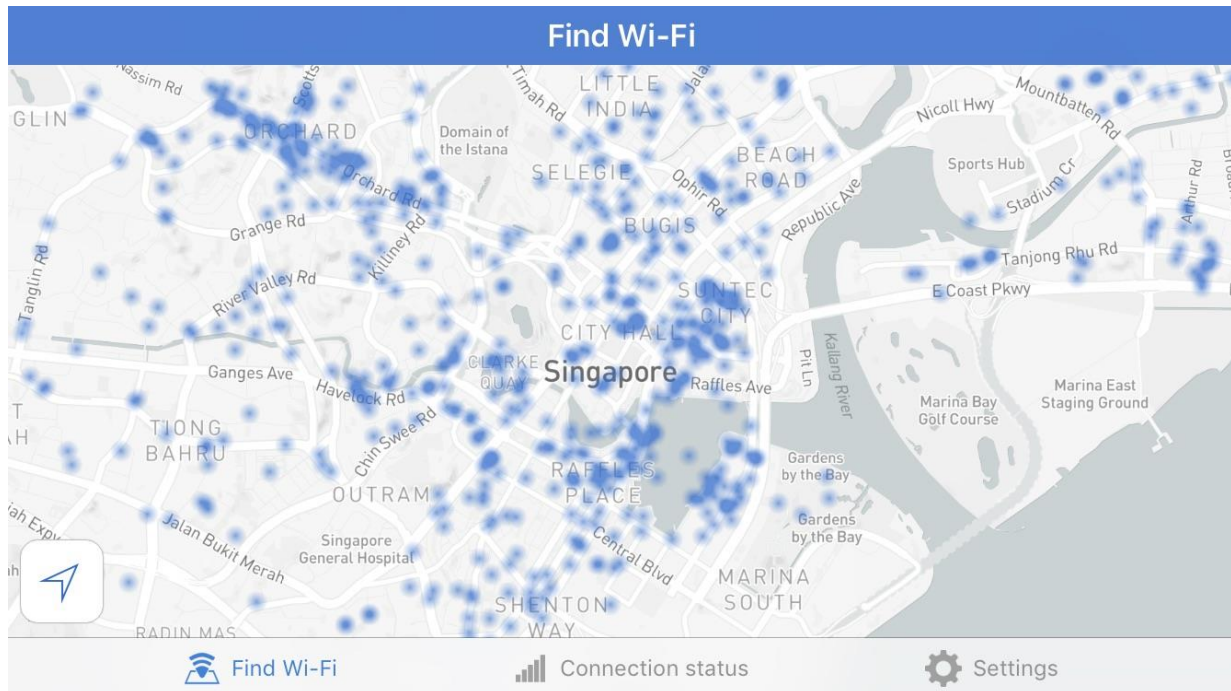 Find Wi-Fi
Nassim Rd
Scotts
Timah Rd
LITTLE
INDIA
Jala
Nicoll Hwy
Mountbatten Rd
GLIN
ORCHARD
Domain of
the Istana
SELEGIE
Ophir Rd
BEACH
ROAD
Sports Hub
Stadium Cr
Arthur Rd
Orchard Rd
Grange Rd
Killiney Rd
BUGIS
Republic Ave
Tanjong Rhu Rd
Tanglin Rd
River Valley Rd
SUNTEC
CITY
E Coast Pkwy
CITY HALL
CLARKE
QUAY
Singapore
Raffles Ave
Pit Ln
Kallang River
Ganges Ave
Havelock Rd
Marina East
Staging Ground
Marina Bay
Golf Course
TIONG
BAHRU
Chin Swee Rd
Gardens
by the Bay
RAFFLES
PLACE
OUTRAM
Gardens
by the Bay
Jalan Bukit Merah
Singapore
General Hospital
Central Blvd
MARINA
SOUTH
SHENTON
WAY
RADIN MAS
Find Wi-Fi
Connection status
Settings